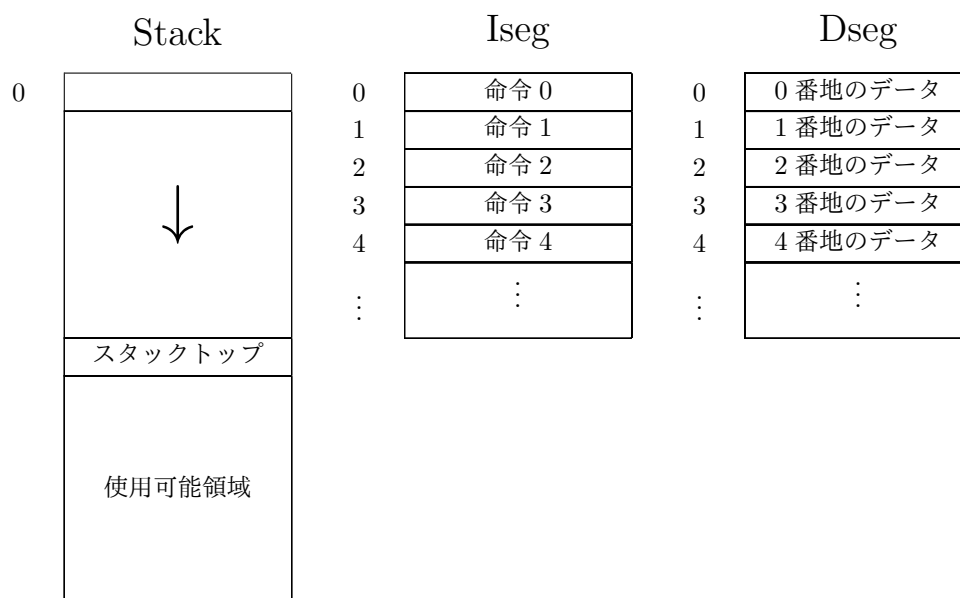 Stack
Iseg
Dseg
0
0
命令 0
0
0 番地のデータ
1
命令 1
1
1 番地のデータ
2
命令 2
2
2 番地のデータ
3
命令 3
3
3 番地のデータ
4
命令 4
4
4 番地のデータ
⋮
⋮
⋮
⋮
スタックトップ
使用可能領域